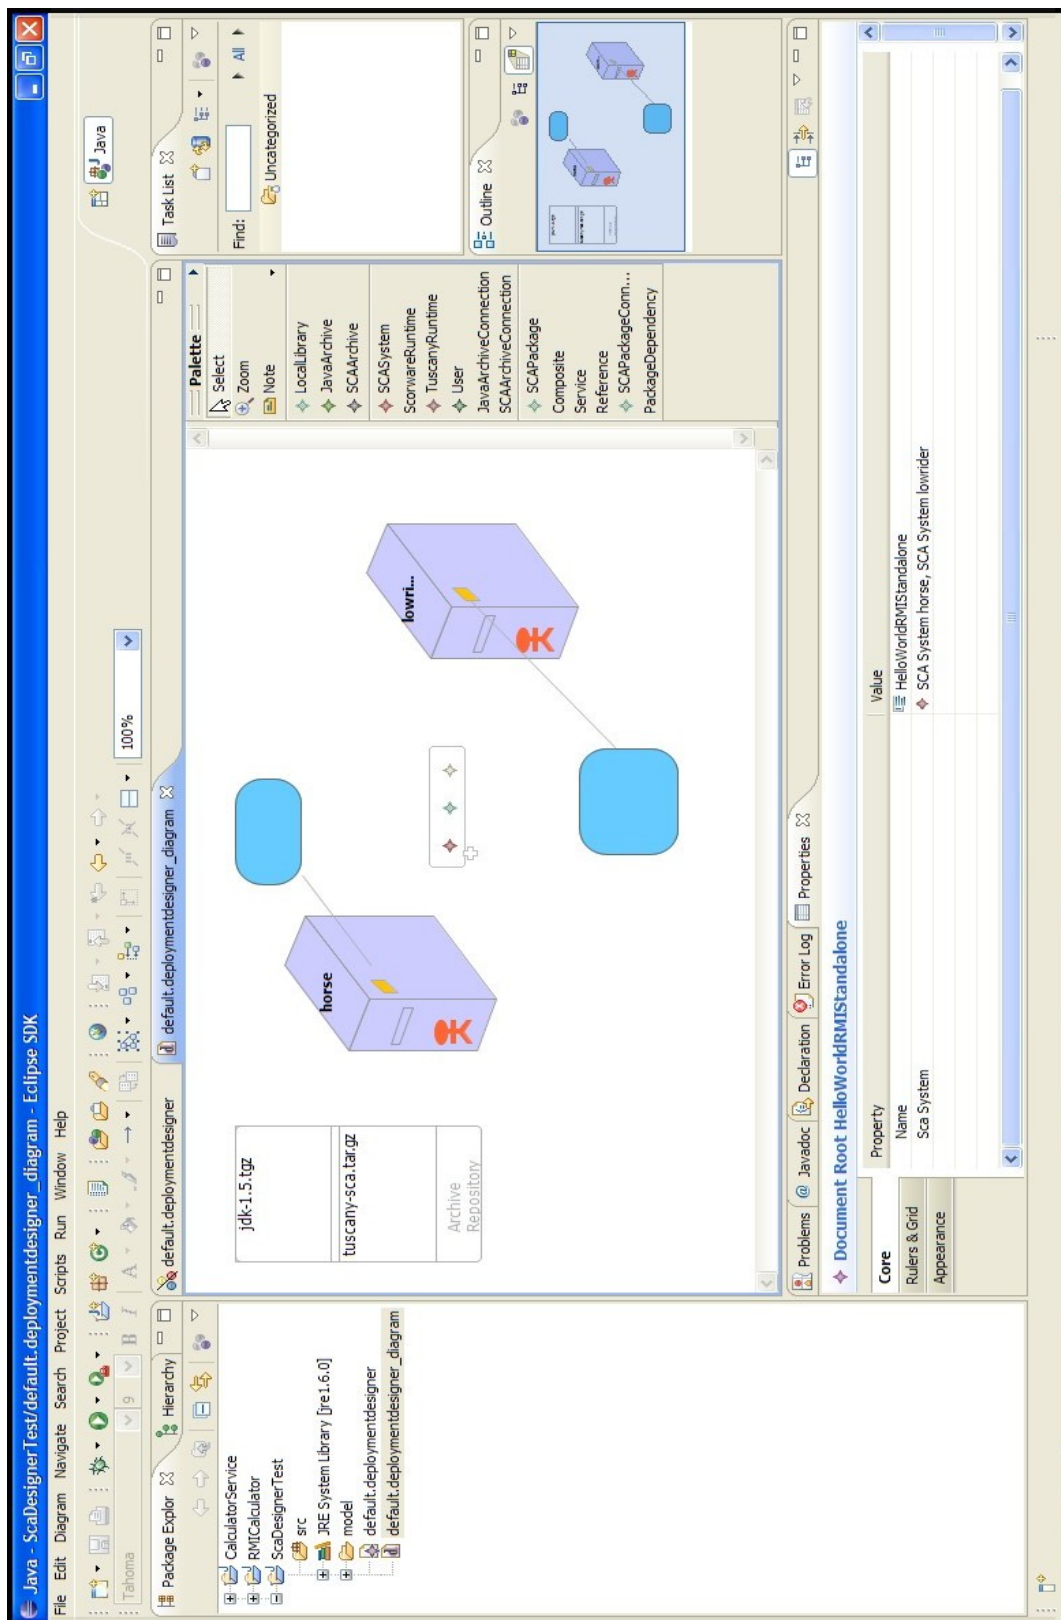 Java - ScaDesignerTest/default.deploymentdesigner_diagram - Eclipse SDK
File Edit Diagram Navigate Search Project Scripts Run Window Help
Tahoma 9 B I A 100%
Java
Package Explor Hierarchy
CalculatorService
RMICalculator
ScaDesignerTest
src
JRE System Library [jre1.6.0]
model
default.deploymentdesigner
default.deploymentdesigner_diagram
default.deploymentdesigner default.deploymentdesigner_diagram
jdk-1.5.tgz
tuscany-sca.tar.gz
Archive
Repository
horse
lowri...
Palette
Select
Zoom
Note
LocalLibrary
JavaArchive
SCAArchive
SCASystem
ScorwareRuntime
TuscanyRuntime
User
JavaArchiveConnection
SCAArchiveConnection
SCAPackage
Composite
Service
Reference
SCAPackageConn...
PackageDependency
Task List
Find: All
Uncategorized
Outline
Problems @ Javadoc Declaration Error Log Properties
Document Root HelloWorldRMIStandalone
Core
Rulers & Grid
Appearance
Property Value
Name HelloWorldRMIStandalone
Sca System SCA System horse, SCA System lowrider